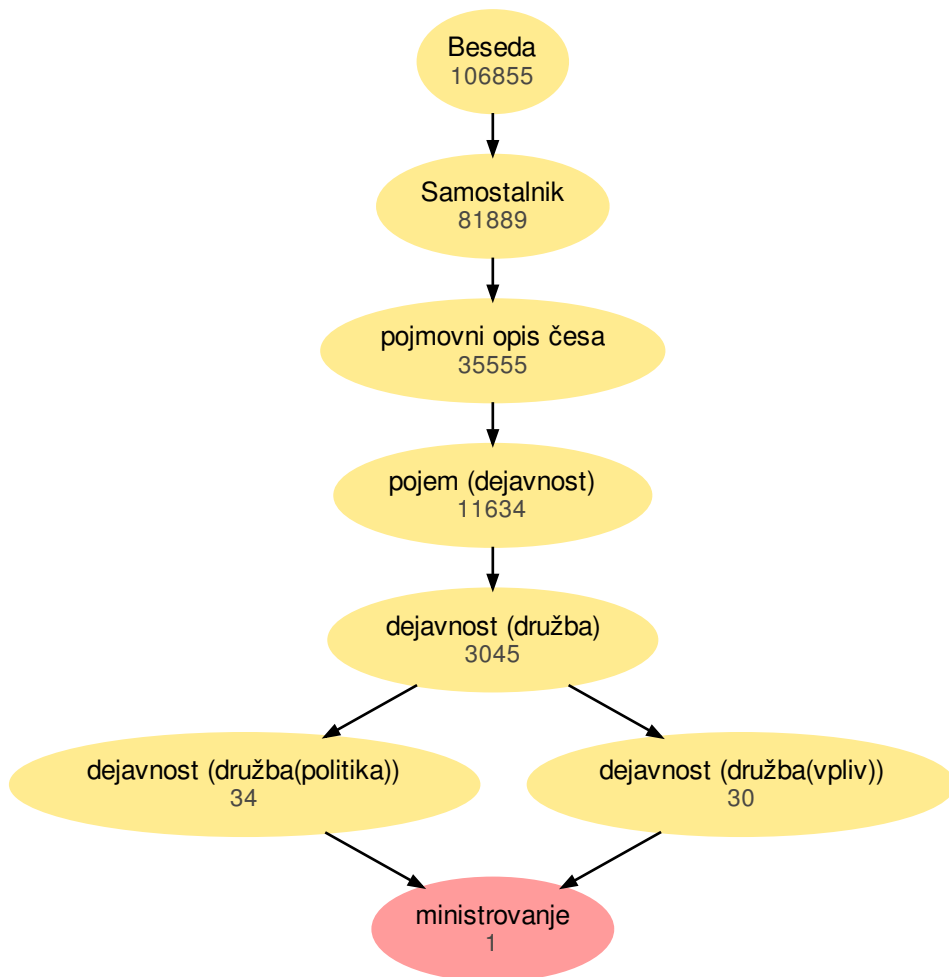 Beseda
106855
Samostalnik
81889
pojmovni opis česa
35555
pojem (dejavnost)
11634
dejavnost (družba)
3045
dejavnost (družba(politika))
34
dejavnost (družba(vpliv))
30
ministrovanje
1